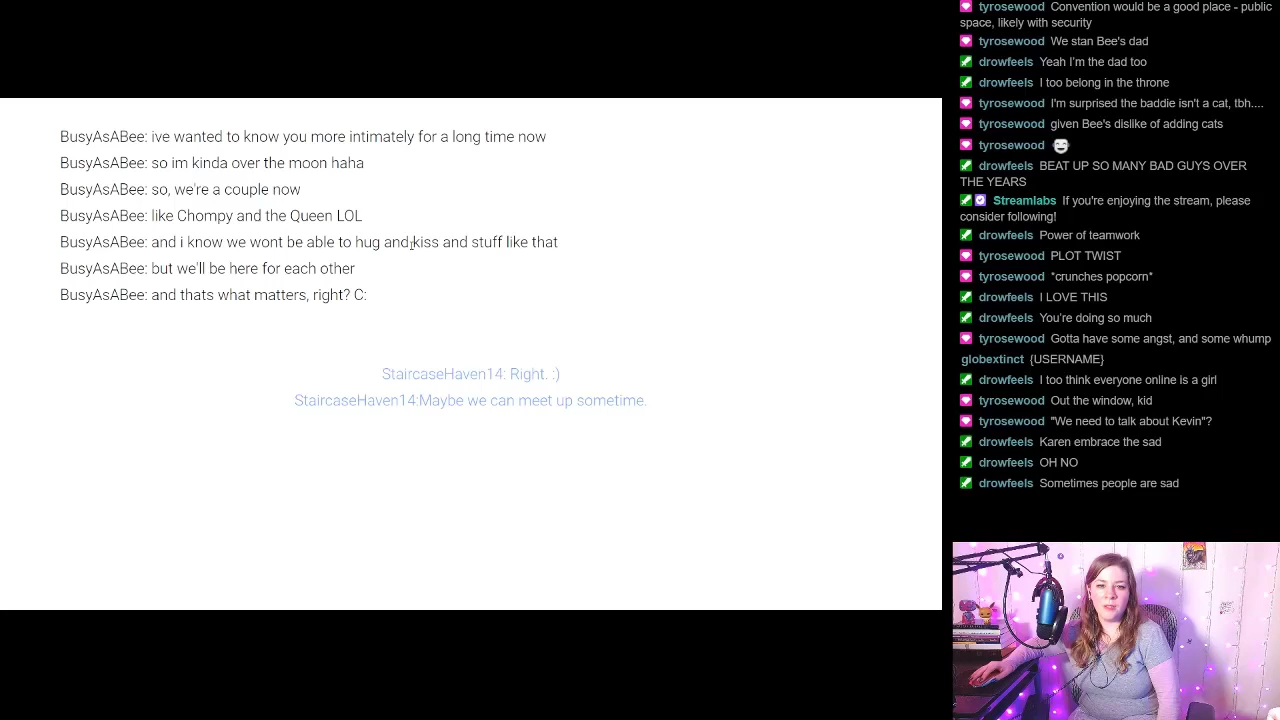 BusyAsABee: ive wanted to know you more intimately for a long time now
BusyAsABee: so im kinda over the moon haha
BusyAsABee: so, we're a couple now
BusyAsABee: like Chompy and the Queen LOL
BusyAsABee: and i know we wont be able to hug and kiss and stuff like that
BusyAsABee: but we'll be here for each other
BusyAsABee: and thats what matters, right? C:
StaircaseHaven14: Right. :)
StaircaseHaven14:Maybe we can meet up sometime.
tyrosewood Convention would be a good place - public
space, likely with security
tyrosewood We stan Bee's dad
drowfeels Yeah I'm the dad too
drowfeels I too belong in the throne
tyrosewood I'm surprised the baddie isn't a cat, tbh....
tyrosewood given Bee's dislike of adding cats
tyrosewood
drowfeels BEAT UP SO MANY BAD GUYS OVER
THE YEARS
Streamlabs If you're enjoying the stream, please
consider following!
drowfeels Power of teamwork
tyrosewood PLOT TWIST
tyrosewood *crunches popcorn*
drowfeels I LOVE THIS
drowfeels You're doing so much
tyrosewood Gotta have some angst, and some whump
globextinct {USERNAME}
drowfeels I too think everyone online is a girl
tyrosewood Out the window, kid
tyrosewood "We need to talk about Kevin"?
drowfeels Karen embrace the sad
drowfeels OH NO
drowfeels Sometimes people are sad